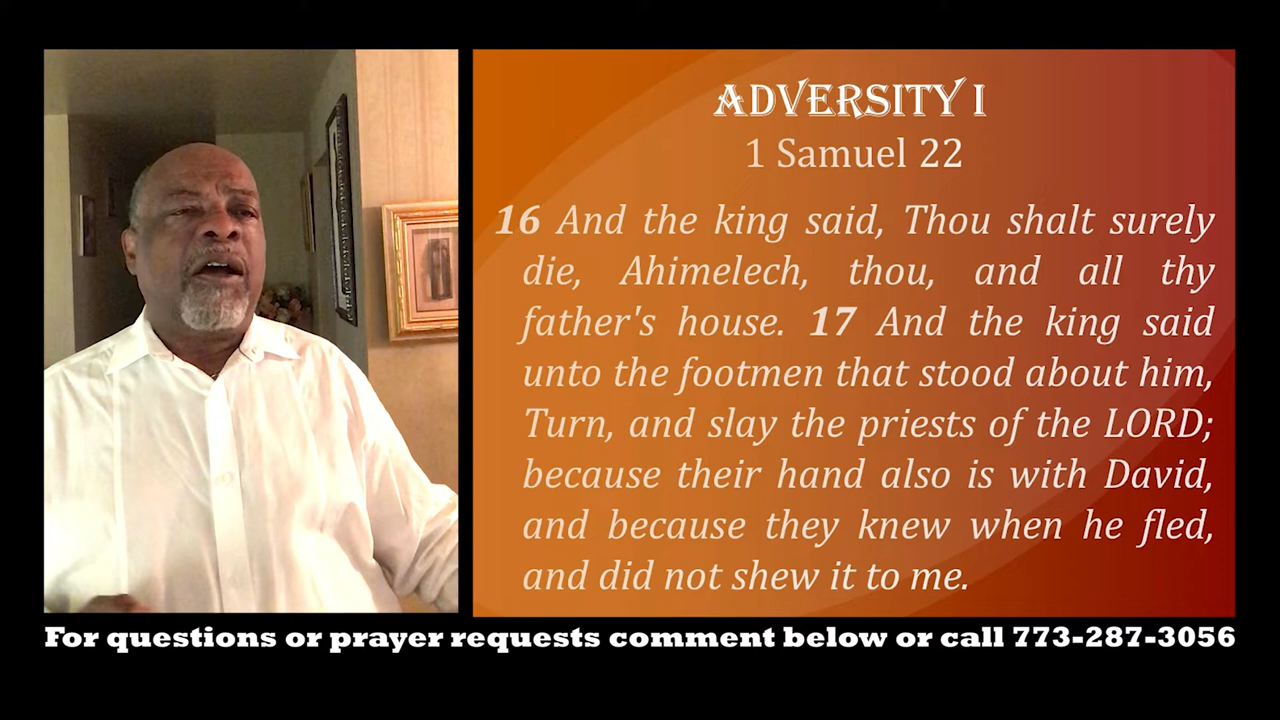 ADVERSITY I
1 Samuel 22
16 And the king said, Thou shalt surely
die, Ahimelech, thou, and all thy
father's house. 17 And the king said
unto the footmen that stood about him,
Turn, and slay the priests of the LORD;
because their hand also is with David,
and because they knew when he fled,
and did not shew it to me.
For questions or prayer requests comment below or call 773-287-3056